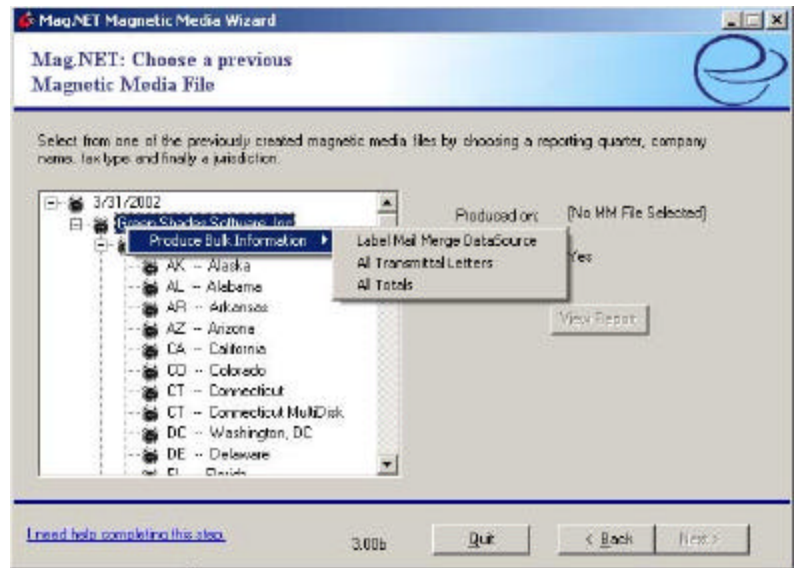 Mag.NET Magnetic Media Wizard
Mag.NET: Choose a previous
Magnetic Media File
Select from one of the previously created magnetic media files by choosing a reporting quarter, company
name, tax type and finally a jurisdiction.
3/31/2002
Green Shades Software, Inc
Produce Bulk Information
Label Mail Merge DataSource
All Transmittal Letters
All Totals
Produced on: [No MM File Selected]
Yes
AK -- Alaska
AL -- Alabama
AR -- Arkansas
AZ -- Arizona
CA -- California
CO -- Colorado
CT -- Connecticut
CT -- Connecticut MultiDisk
DC -- Washington, DC
DE -- Delaware
FL -- Florida
View Report
I need help completing this step.
3.00b
Quit
< Back
Next >